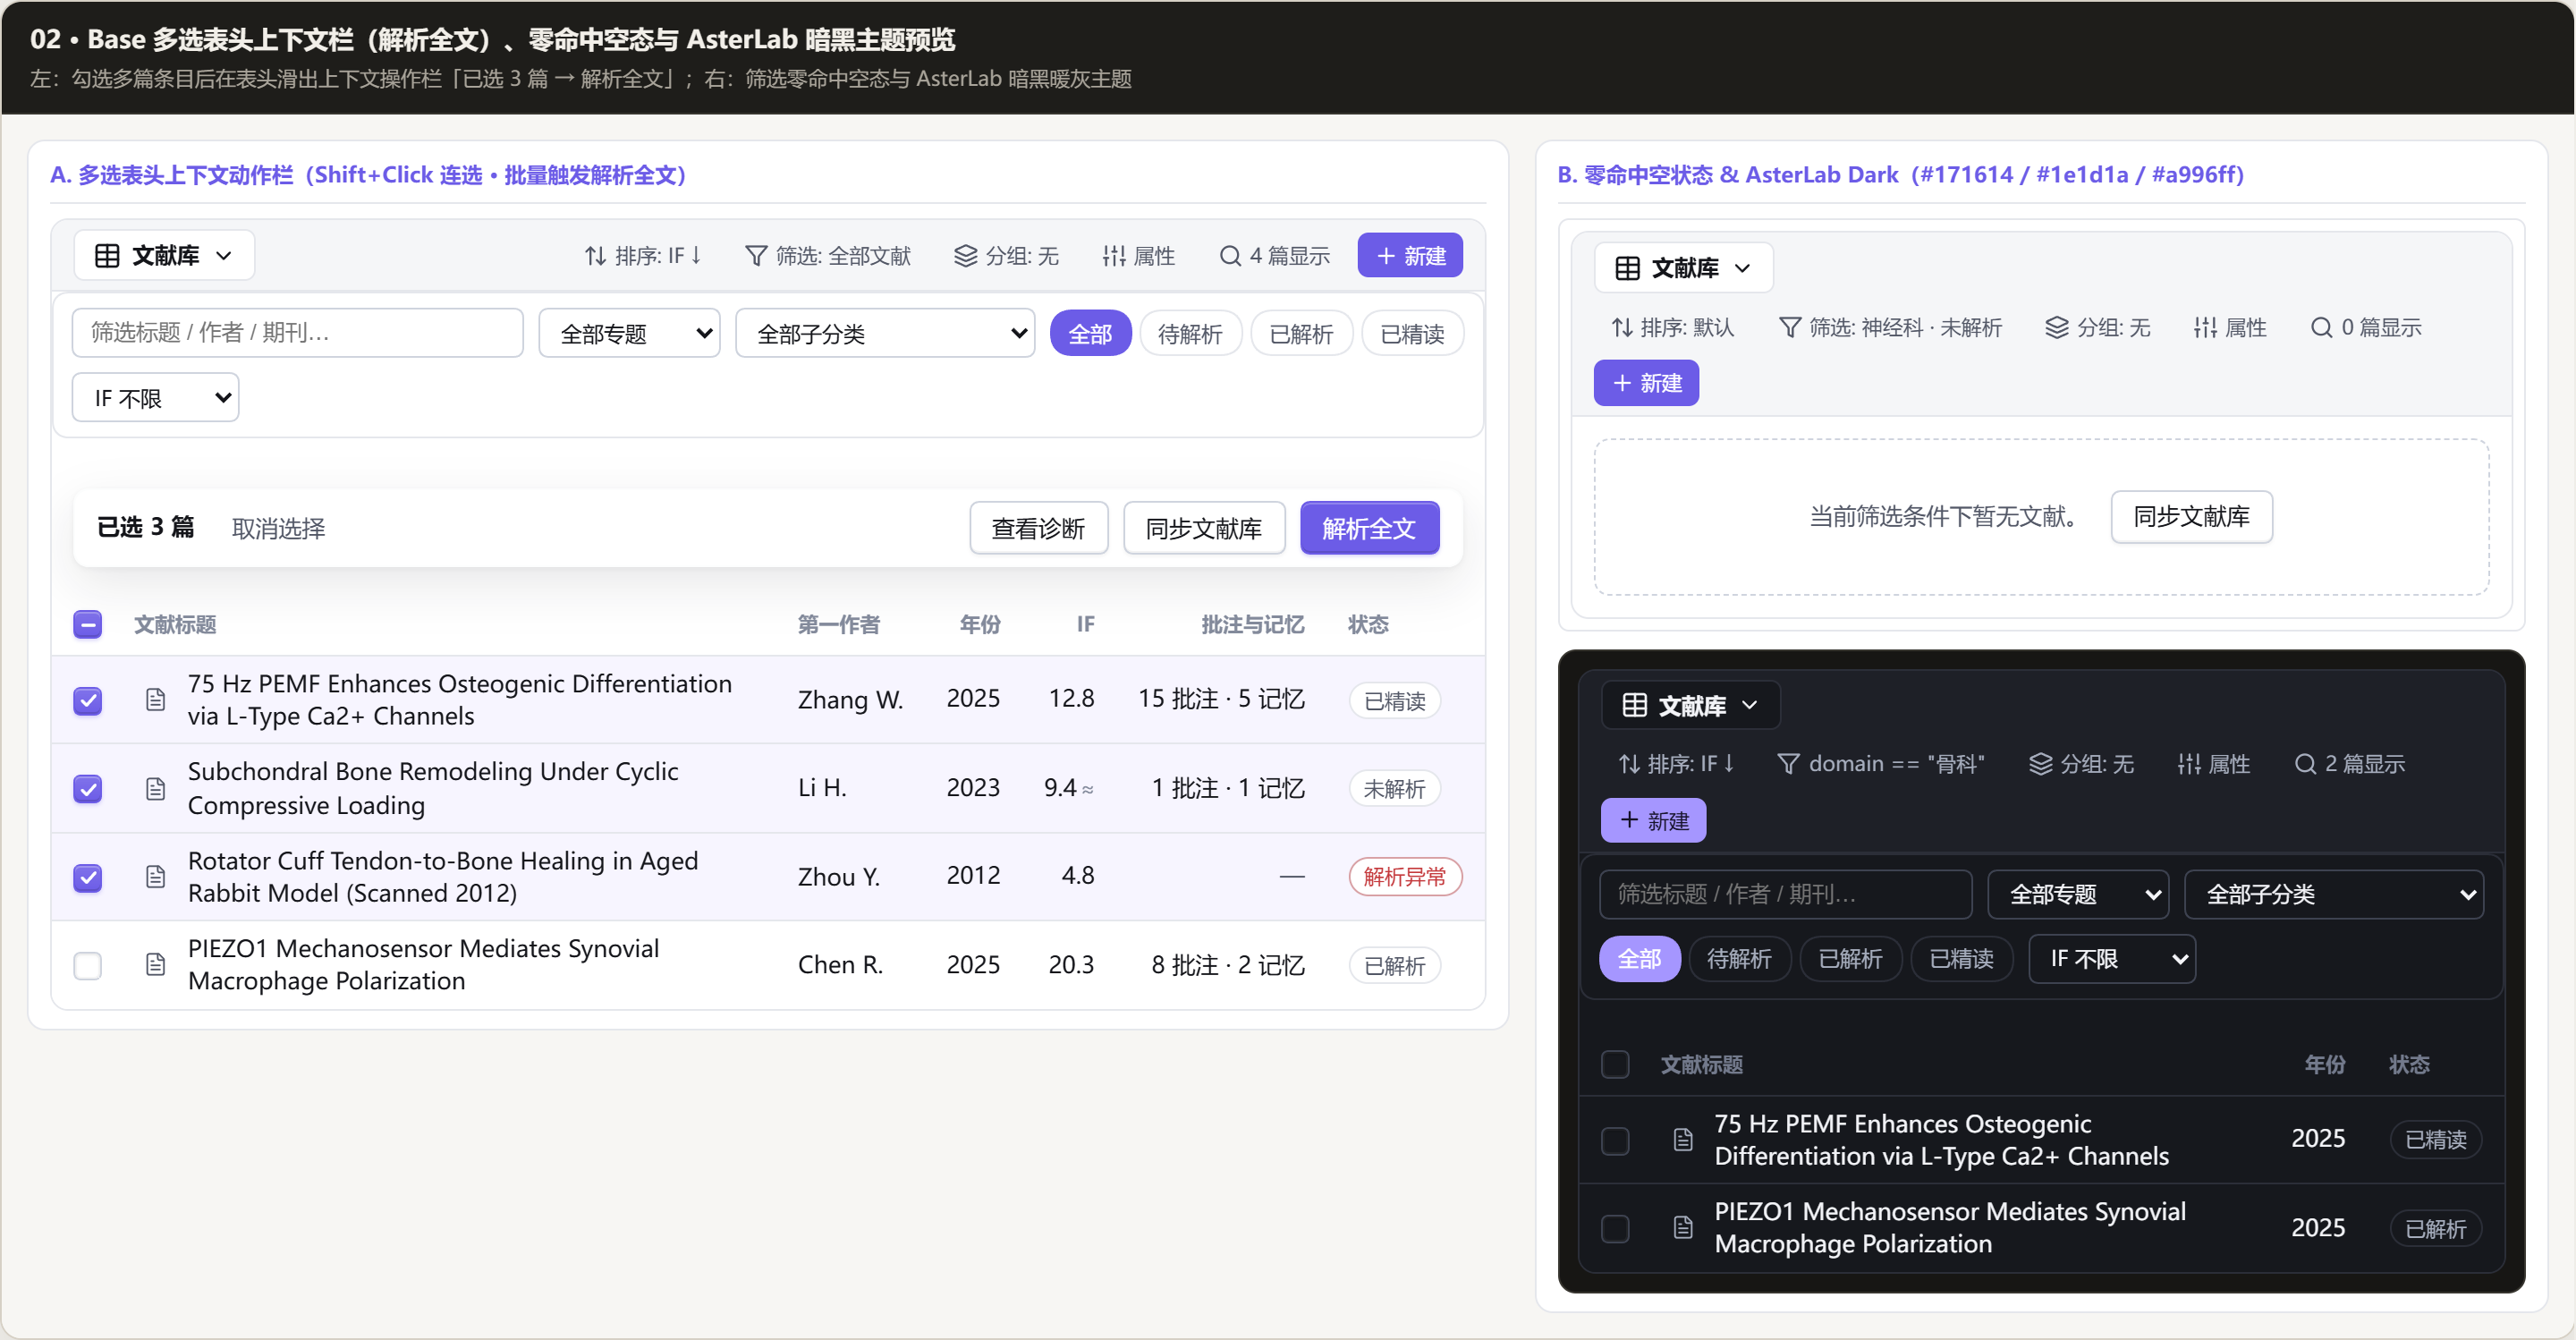 02 • Base 多选表头上下文栏（解析全文）、零命中空态与 AsterLab 暗黑主题预览
左：勾选多篇条目后在表头滑出上下文操作栏「已选 3 篇 → 解析全文」；右：筛选零命中空态与 AsterLab 暗黑暖灰主题
A. 多选表头上下文动作栏（Shift+Click 连选 • 批量触发解析全文）
文献库 排序: IF ↓ 筛选: 全部文献 分组: 无 属性 4 篇显示 + 新建
筛选标题 / 作者 / 期刊… 全部专题 全部子分类 全部 待解析 已解析 已精读
IF 不限
已选 3 篇 取消选择 查看诊断 同步文献库 解析全文
文献标题 第一作者 年份 IF 批注与记忆 状态
75 Hz PEMF Enhances Osteogenic Differentiation
via L-Type Ca2+ Channels
Zhang W. 2025 12.8 15 批注 · 5 记忆 已精读
Subchondral Bone Remodeling Under Cyclic
Compressive Loading
Li H. 2023 9.4 ≈ 1 批注 · 1 记忆 未解析
Rotator Cuff Tendon-to-Bone Healing in Aged
Rabbit Model (Scanned 2012)
Zhou Y. 2012 4.8 — 解析异常
PIEZO1 Mechanosensor Mediates Synovial
Macrophage Polarization
Chen R. 2025 20.3 8 批注 · 2 记忆 已解析
B. 零命中空状态 & AsterLab Dark（#171614 / #1e1d1a / #a996ff）
文献库
排序: 默认 筛选: 神经科 · 未解析 分组: 无 属性 0 篇显示
+ 新建
当前筛选条件下暂无文献。 同步文献库
文献库
排序: IF ↓ domain == "骨科" 分组: 无 属性 2 篇显示
+ 新建
筛选标题 / 作者 / 期刊… 全部专题 全部子分类
全部 待解析 已解析 已精读 IF 不限
文献标题 年份 状态
75 Hz PEMF Enhances Osteogenic
Differentiation via L-Type Ca2+ Channels
2025 已精读
PIEZO1 Mechanosensor Mediates Synovial
Macrophage Polarization
2025 已解析